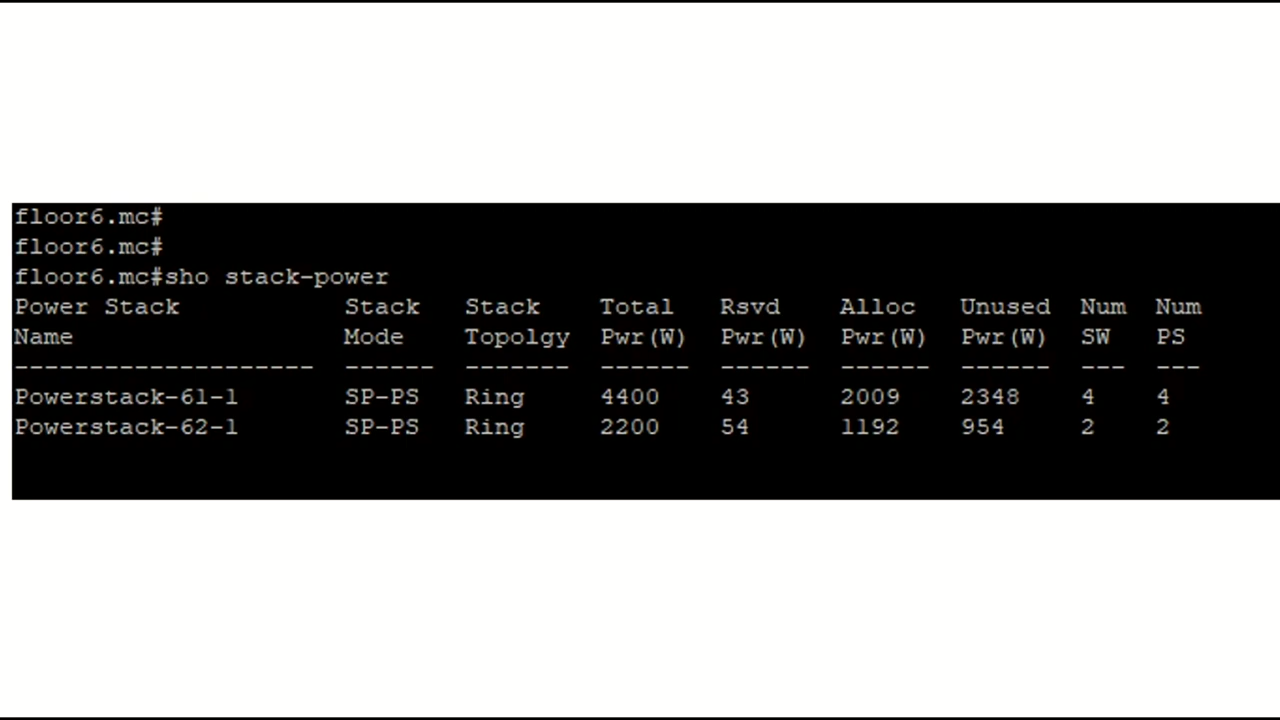 floor6.mc#
floor6.mc#
floor6.mc#sho stack-power
Power Stack Stack Stack Total Rsvd Alloc Unused Num Num
Name Mode Topolgy Pwr(W) Pwr(W) Pwr(W) Pwr(W) SW PS
-------------------- ------ ------- ------ ------ ------ ------ --- ---
Powerstack-61-1 SP-PS Ring 4400 43 2009 2348 4 4
Powerstack-62-1 SP-PS Ring 2200 54 1192 954 2 2